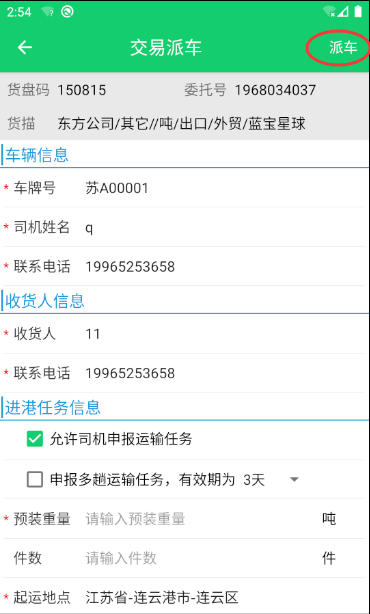 2:54
交易派车 派车
货盘码 150815 委托号 1968034037
货描 东方公司/其它//吨/出口/外贸/蓝宝星球
车辆信息
* 车牌号 苏A00001
* 司机姓名 q
* 联系电话 19965253658
收货人信息
* 收货人 11
* 联系电话 19965253658
进港任务信息
允许司机申报运输任务
申报多趟运输任务，有效期为 3天
* 预装重量 请输入预装重量 吨
件数 请输入件数 件
* 起运地点 江苏省-连云港市-连云区